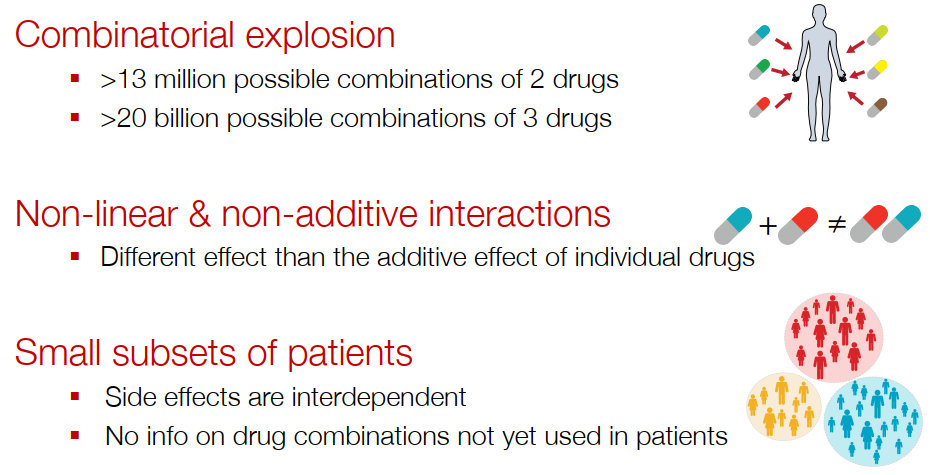 Combinatorial explosion
▪ >13 million possible combinations of 2 drugs
▪ >20 billion possible combinations of 3 drugs
Non-linear & non-additive interactions
+ ≠
▪ Different effect than the additive effect of individual drugs
Small subsets of patients
▪ Side effects are interdependent
▪ No info on drug combinations not yet used in patients